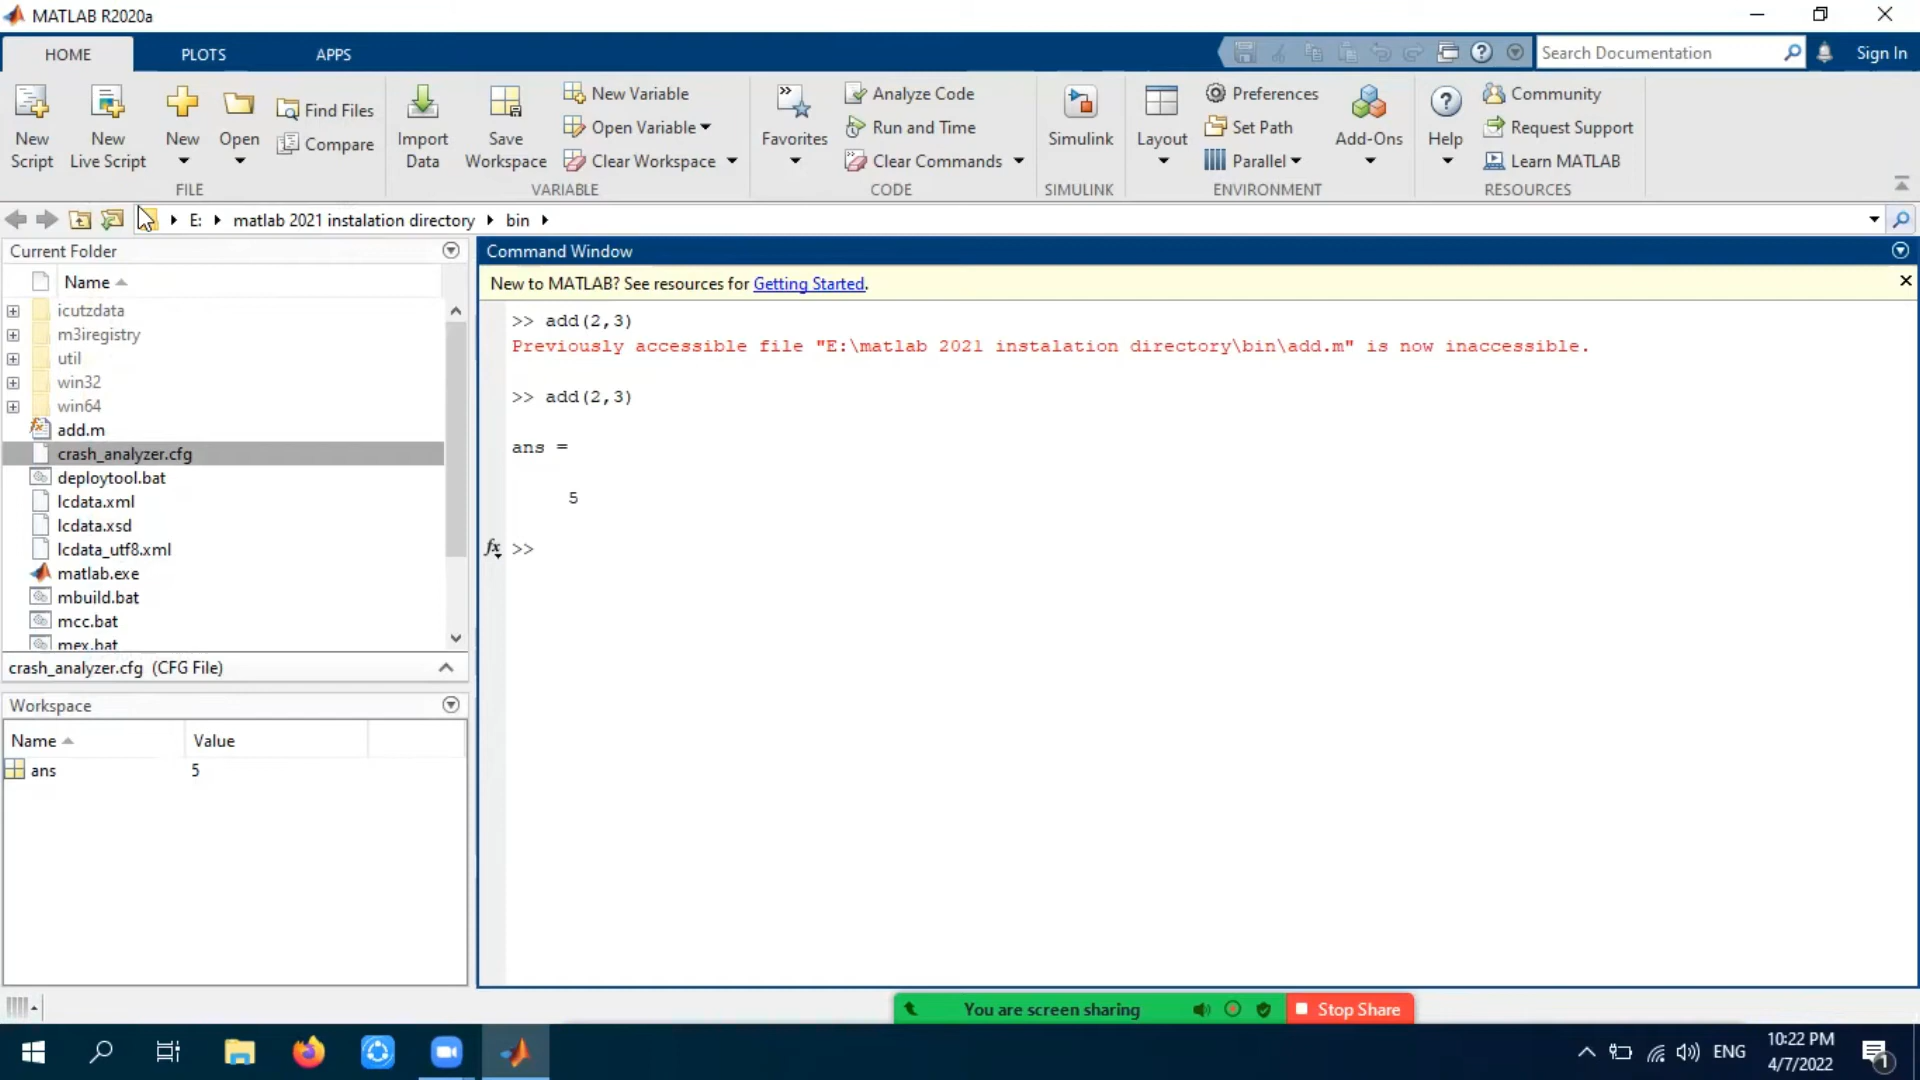 MATLAB R2020a
HOME PLOTS APPS
Search Documentation
Sign In
New Script
New Live Script
New
Open
Find Files
Compare
FILE
Import Data
Save Workspace
New Variable
Open Variable
Clear Workspace
VARIABLE
Favorites
Analyze Code
Run and Time
Clear Commands
CODE
Simulink
SIMULINK
Layout
Preferences
Set Path
Parallel
ENVIRONMENT
Add-Ons
Help
Community
Request Support
Learn MATLAB
RESOURCES
E: matlab 2021 instalation directory bin
Current Folder
Name
icutzdata
m3iregistry
util
win32
win64
add.m
crash_analyzer.cfg
deploytool.bat
lcdata.xml
lcdata.xsd
lcdata_utf8.xml
matlab.exe
mbuild.bat
mcc.bat
mex.bat
crash_analyzer.cfg (CFG File)
Workspace
Name Value
ans 5
Command Window
New to MATLAB? See resources for Getting Started.
>> add(2,3)
Previously accessible file "E:\matlab 2021 instalation directory\bin\add.m" is now inaccessible.
>> add(2,3)
ans =
5
fx >>
You are screen sharing
Stop Share
ENG
10:22 PM
4/7/2022
1